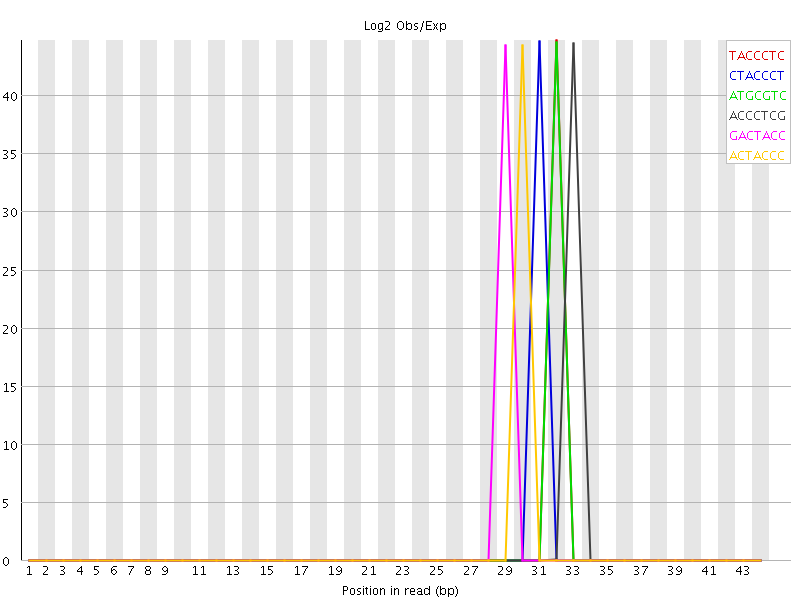 Log2 Obs/Exp
TACCCTC
CTACCCT
ATGCGTC
ACCCTCG
GACTACC
ACTACCC
40
35
30
25
20
15
10
5
0
1 2 3 4 5 6 7 8 9 11 13 15 17 19 21 23 25 27 29 31 33 35 37 39 41 43
Position in read (bp)